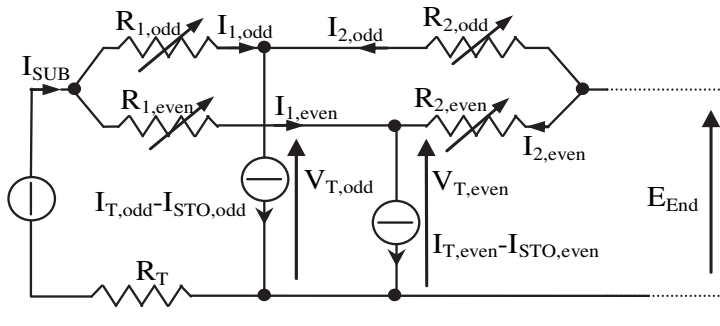 R1,odd
I1,odd
I2,odd
R2,odd
ISUB
R1,even
I1,even
R2,even
I2,even
VT,odd
VT,even
IT,odd-ISTO,odd
EEnd
IT,even-ISTO,even
RT